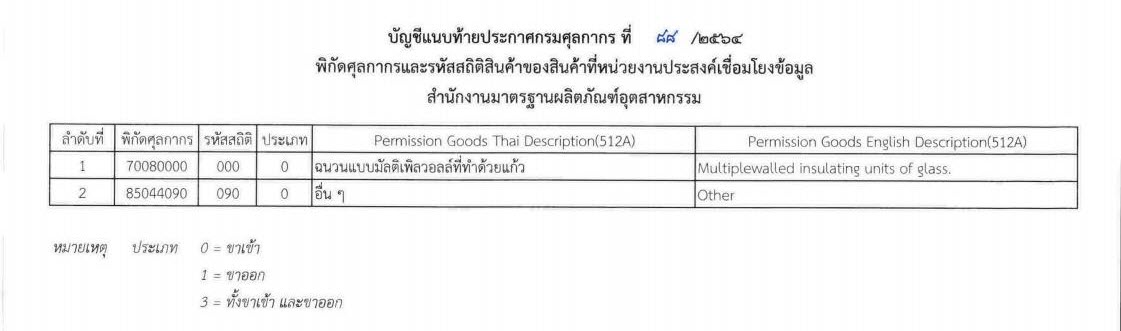 บัญชีแนบท้ายประกาศกรมศุลกากร ที่ ๘๘ /๒๕๖๔
พิกัดศุลกากรและรหัสสถิติสินค้าของสินค้าที่หน่วยงานประสงค์เชื่อมโยงข้อมูล
สำนักงานมาตรฐานผลิตภัณฑ์อุตสาหกรรม
ลำดับที่ พิกัดศุลกากร รหัสสถิติ ประเภท Permission Goods Thai Description(512A) Permission Goods English Description(512A)
1 70080000 000 0 ฉนวนแบบมัลติเพิลวอลล์ที่ทำด้วยแก้ว Multiplewalled insulating units of glass.
2 85044090 090 0 อื่น ๆ Other
หมายเหตุ ประเภท 0 = ขาเข้า
1 = ขาออก
3 = ทั้งขาเข้า และขาออก